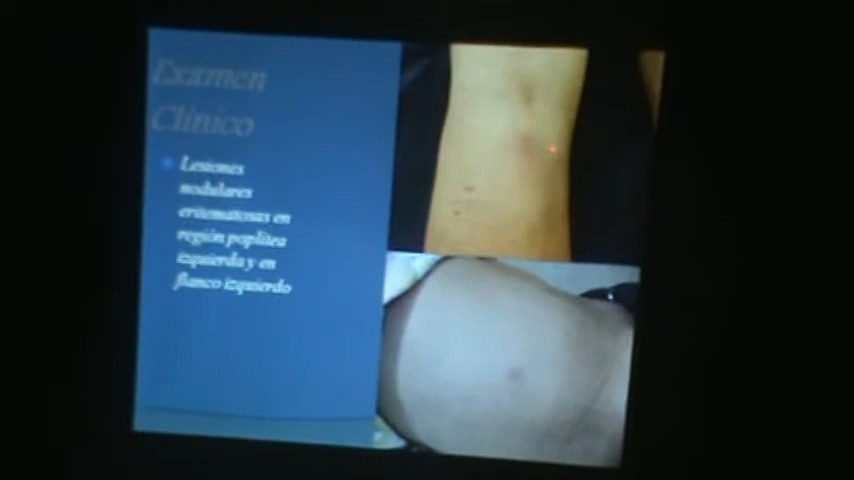 Examen
Clínico
Lesiones
nodulares
eritematosas en
región poplítea
izquierda y en
flanco izquierdo